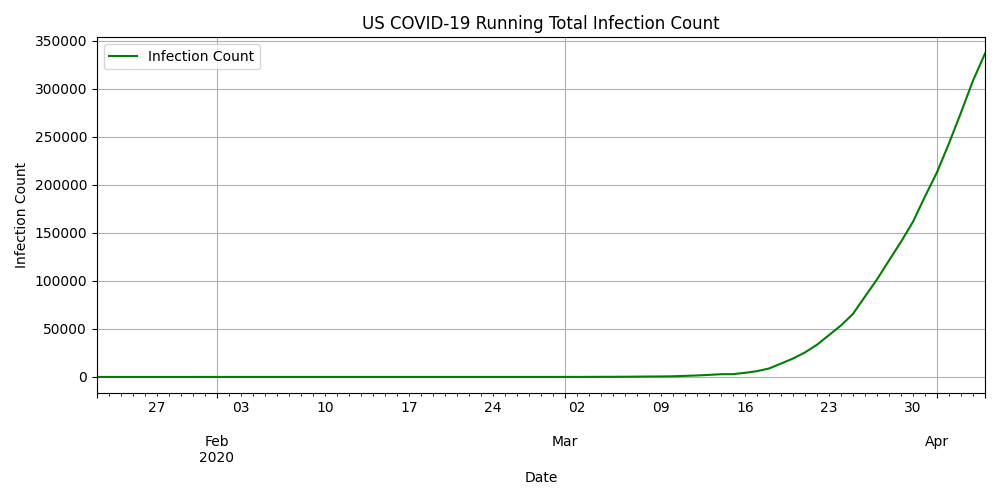 US COVID-19 Running Total Infection Count
Infection Count
350000
300000
250000
200000
150000
100000
50000
0
Infection Count
27 03 10 17 24 02 09 16 23 30
Feb Mar Apr
2020
Date